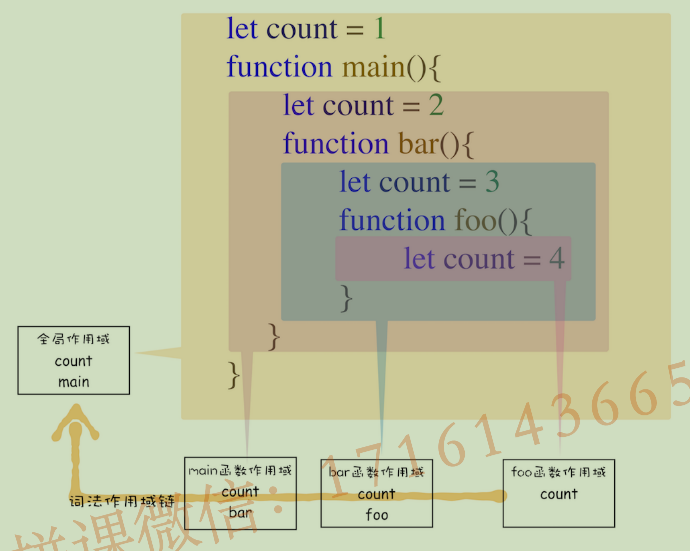 let count = 1
function main(){
let count = 2
function bar(){
let count = 3
function foo(){
let count = 4
}
}
}
全局作用域
count
main
main函数作用域
count
bar
bar函数作用域
count
foo
foo函数作用域
count
词法作用域链
拼课微信：1716143665